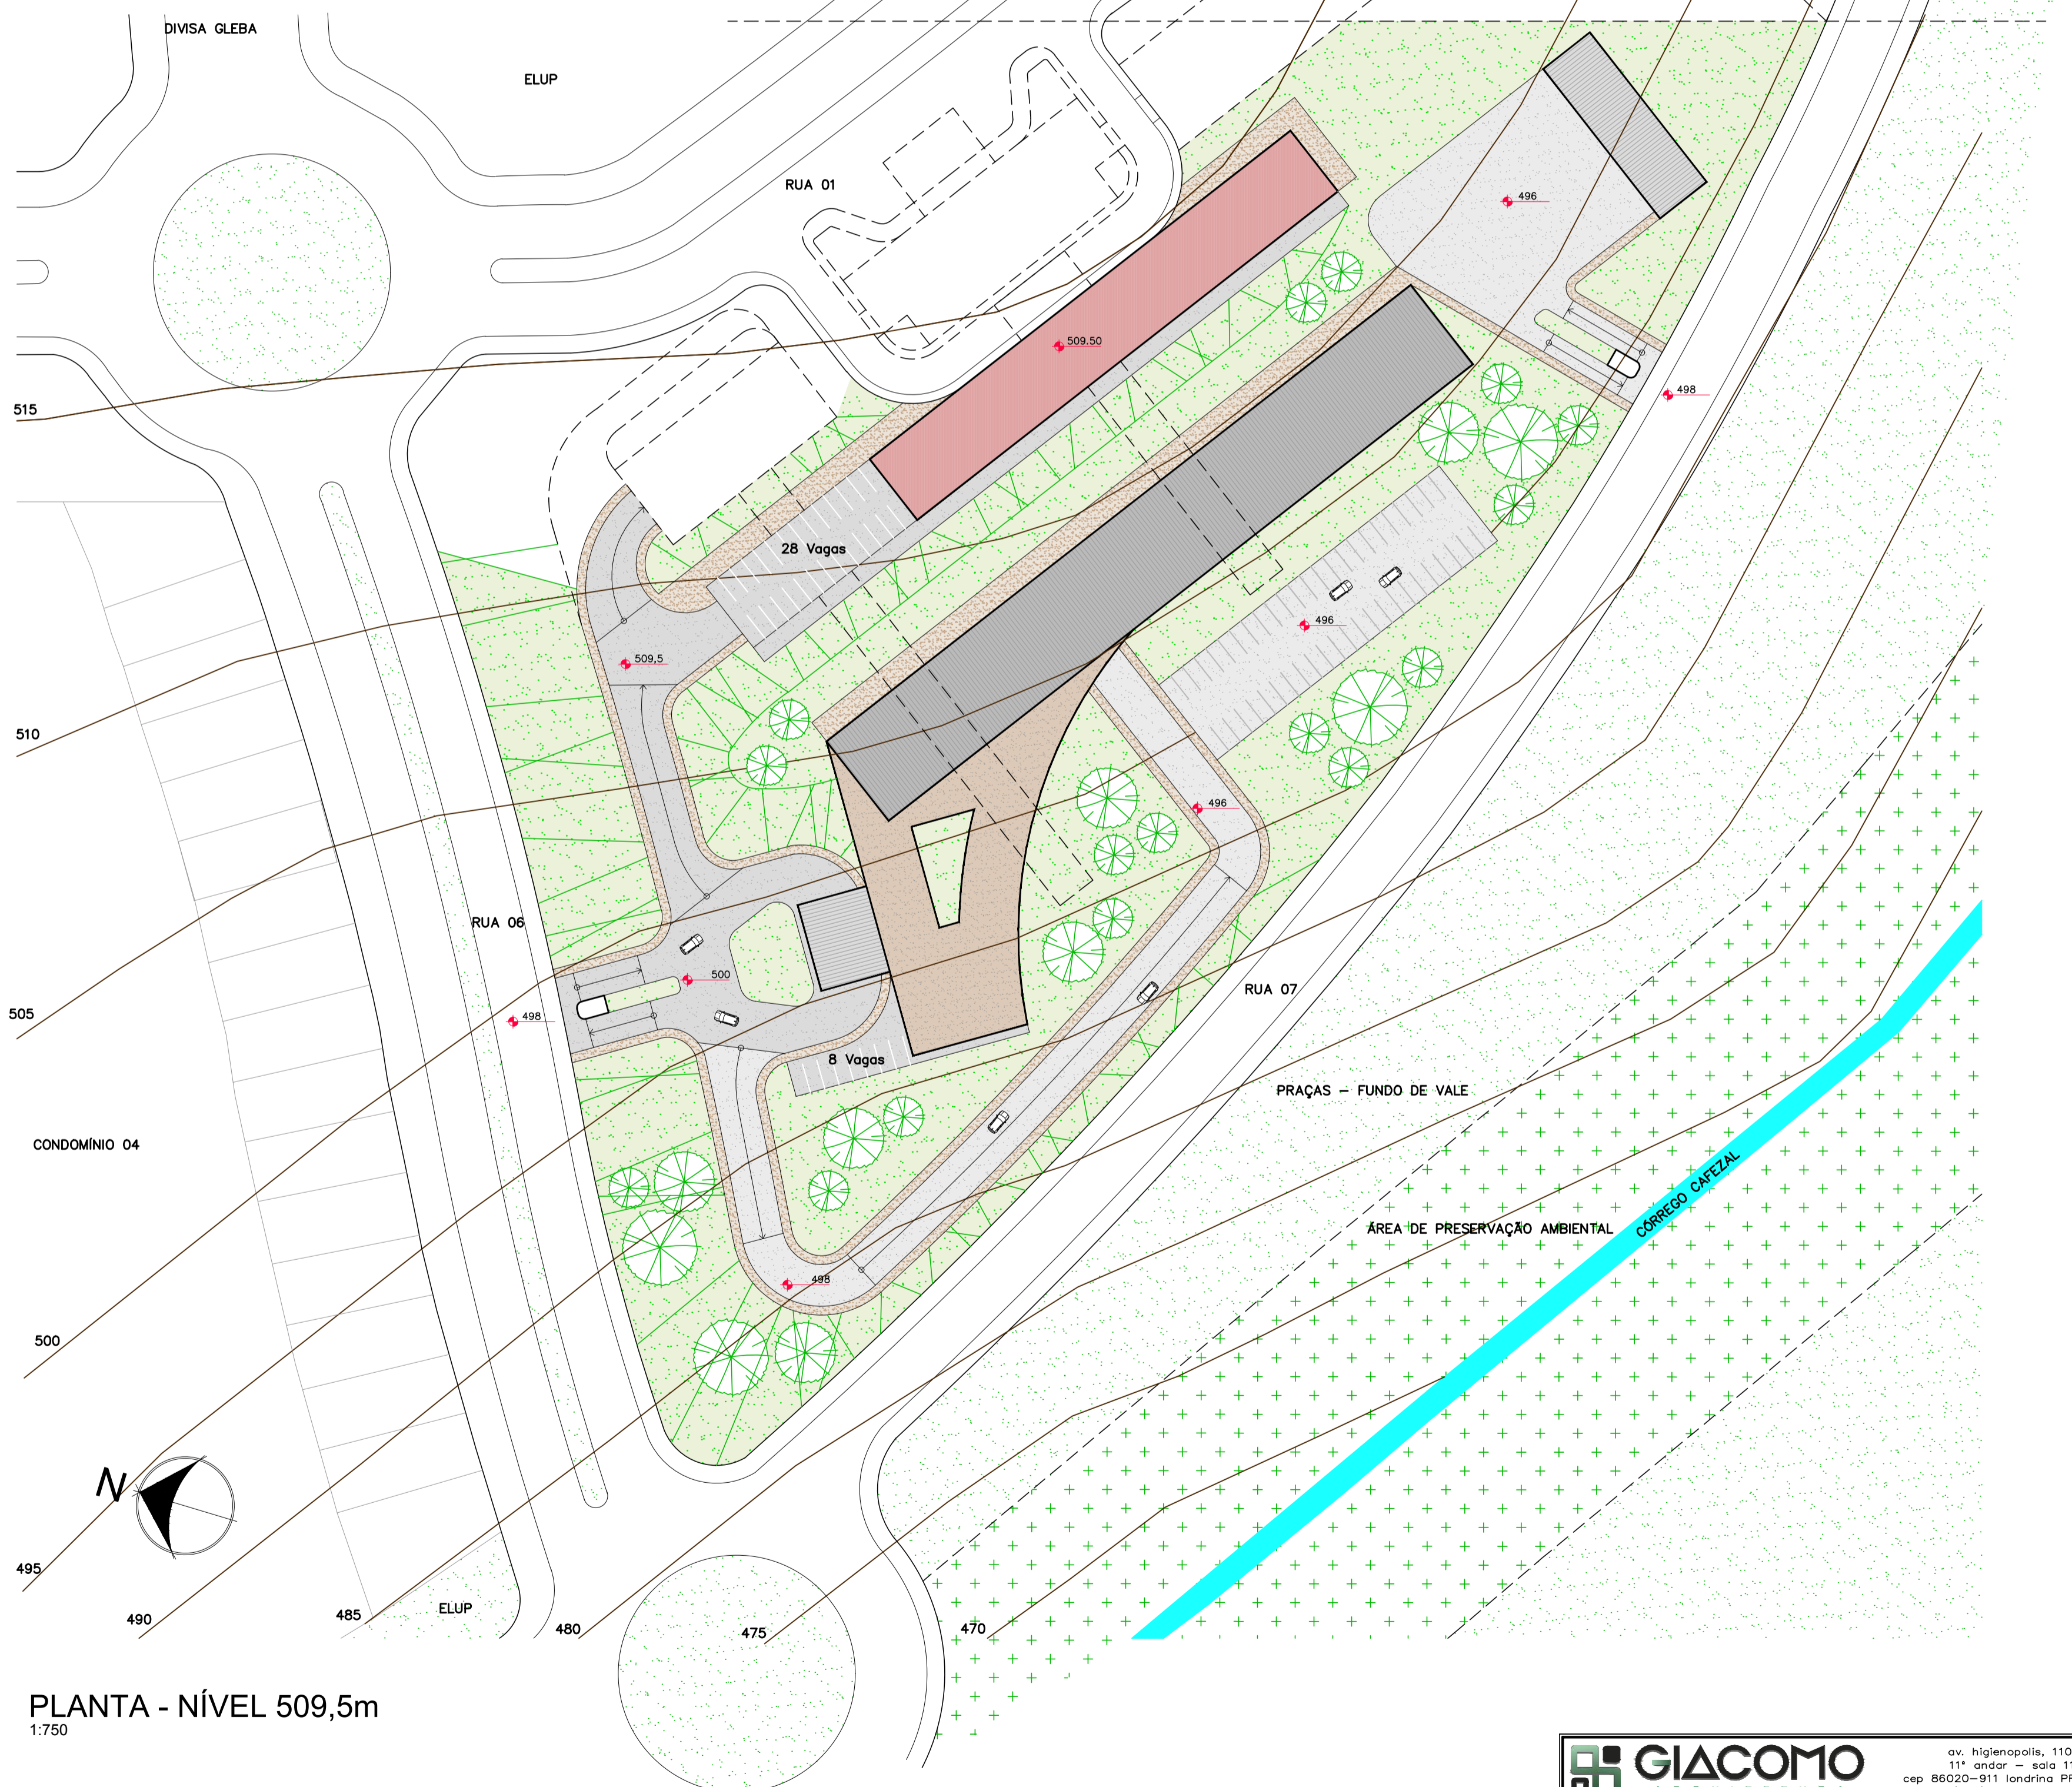 DIVISA GLEBA
ELUP
RUA 01
496
509.50
498
515
28 Vagas
496
509,5
510
496
RUA 06
500
RUA 07
505
498
8 Vagas
PRAÇAS – FUNDO DE VALE
CONDOMÍNIO 04
CÓRREGO CAFEZAL
ÁREA DE PRESERVAÇÃO AMBIENTAL
498
500
N
495
490
485
ELUP
480
475
470
PLANTA - NÍVEL 509,5m
1:750
GIACOMO
av. higienopolis, 110
11° andar – sala 11
cep 86020-911 londrina PR